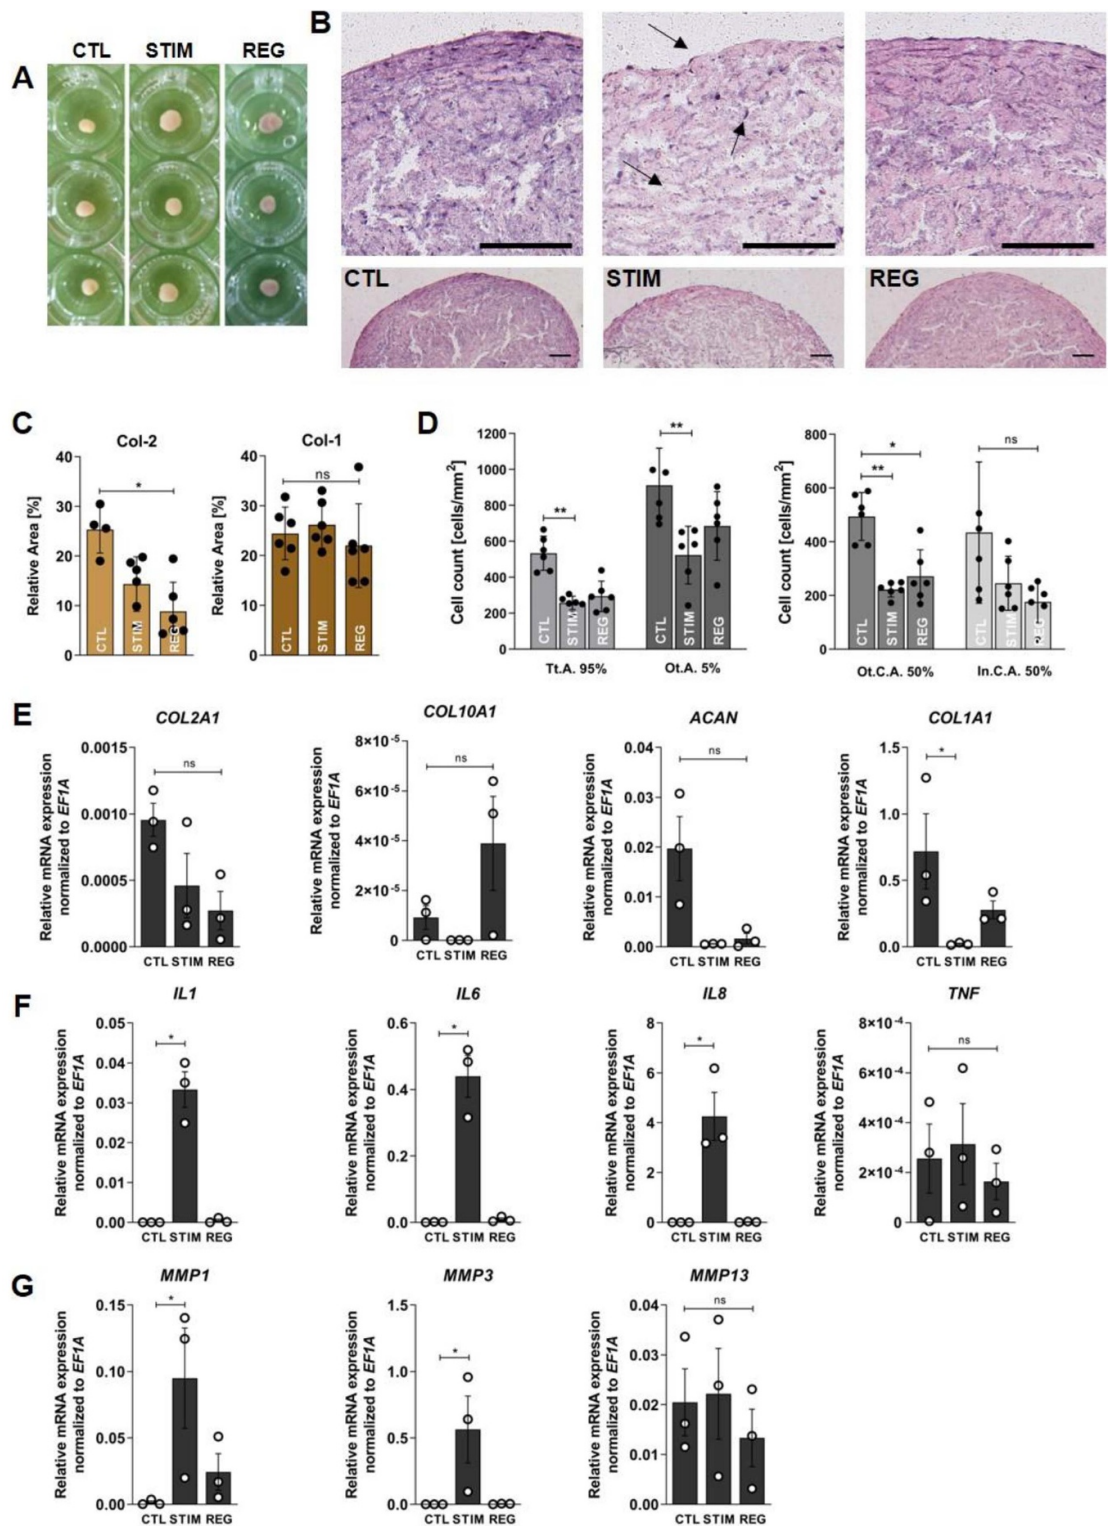 A
CTL STIM REG
B
CTL STIM REG
C
Col-2
Relative Area [%]
40
30
20
10
0
*
CTL STIM REG
Col-1
Relative Area [%]
40
30
20
10
0
ns
CTL STIM REG
D
Cell count [cells/mm²]
1200
1000
800
600
400
200
0
**
**
CTL STIM REG
CTL STIM REG
Tt.A. 95% Ot.A. 5%
Cell count [cells/mm²]
800
600
400
200
0
*
**
ns
CTL STIM REG
CTL STIM REG
Ot.C.A. 50% In.C.A. 50%
E
COL2A1
Relative mRNA expression
normalized to EF1A
0.0015
0.0010
0.0005
0.0000
ns
CTL STIM REG
COL10A1
Relative mRNA expression
normalized to EF1A
8×10⁻⁵
6×10⁻⁵
4×10⁻⁵
2×10⁻⁵
0
ns
CTL STIM REG
ACAN
Relative mRNA expression
normalized to EF1A
0.04
0.03
0.02
0.01
0.00
ns
CTL STIM REG
COL1A1
Relative mRNA expression
normalized to EF1A
1.5
1.0
0.5
0.0
*
CTL STIM REG
F
IL1
Relative mRNA expression
normalized to EF1A
0.05
0.04
0.03
0.02
0.01
0.00
*
CTL STIM REG
IL6
Relative mRNA expression
normalized to EF1A
0.6
0.4
0.2
0.0
*
CTL STIM REG
IL8
Relative mRNA expression
normalized to EF1A
8
6
4
2
0
*
CTL STIM REG
TNF
Relative mRNA expression
normalized to EF1A
8×10⁻⁴
6×10⁻⁴
4×10⁻⁴
2×10⁻⁴
0
ns
CTL STIM REG
G
MMP1
Relative mRNA expression
normalized to EF1A
0.15
0.10
0.05
0.00
*
CTL STIM REG
MMP3
Relative mRNA expression
normalized to EF1A
1.5
1.0
0.5
0.0
*
CTL STIM REG
MMP13
Relative mRNA expression
normalized to EF1A
0.04
0.03
0.02
0.01
0.00
ns
CTL STIM REG